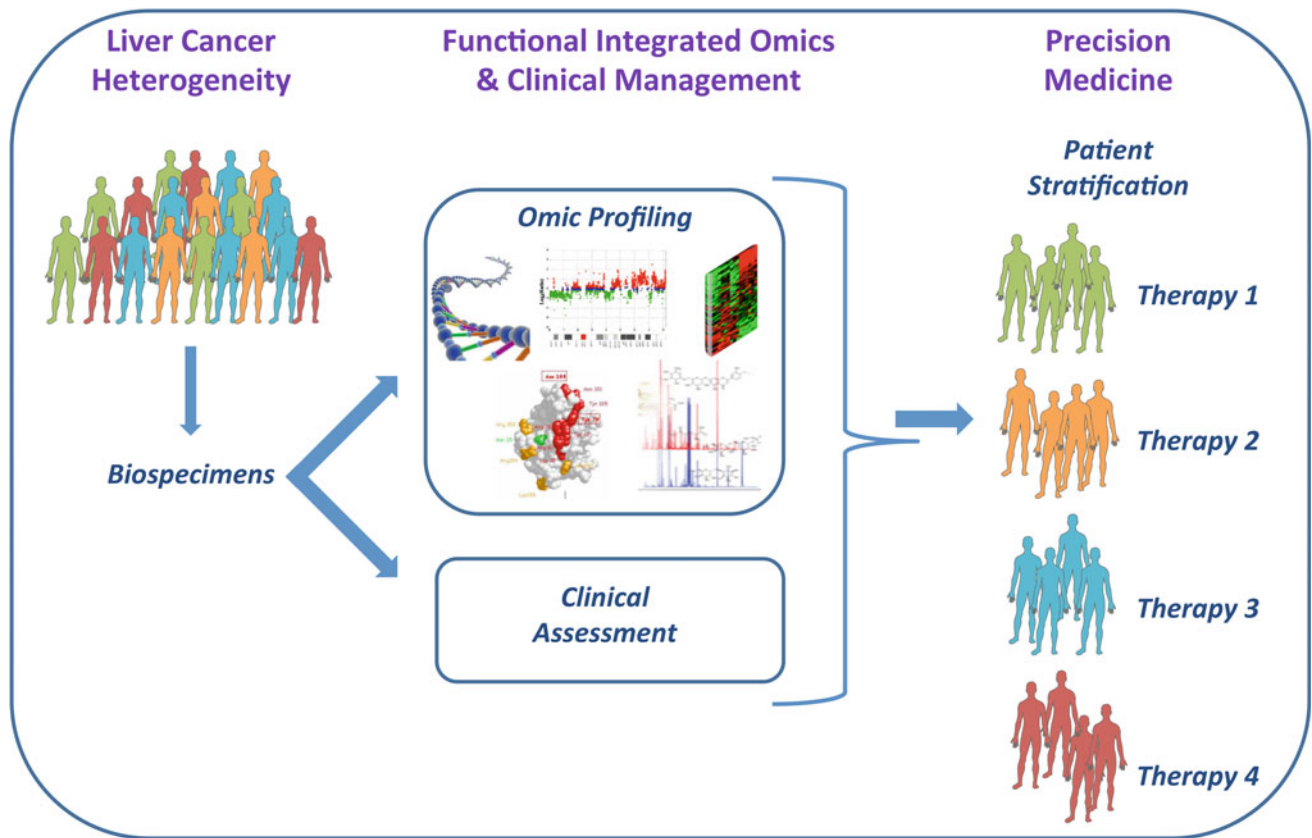 Liver Cancer
Heterogeneity
Functional Integrated Omics
& Clinical Management
Precision
Medicine
Patient
Stratification
Omic Profiling
Therapy 1
Biospecimens
Therapy 2
Clinical
Assessment
Therapy 3
Therapy 4